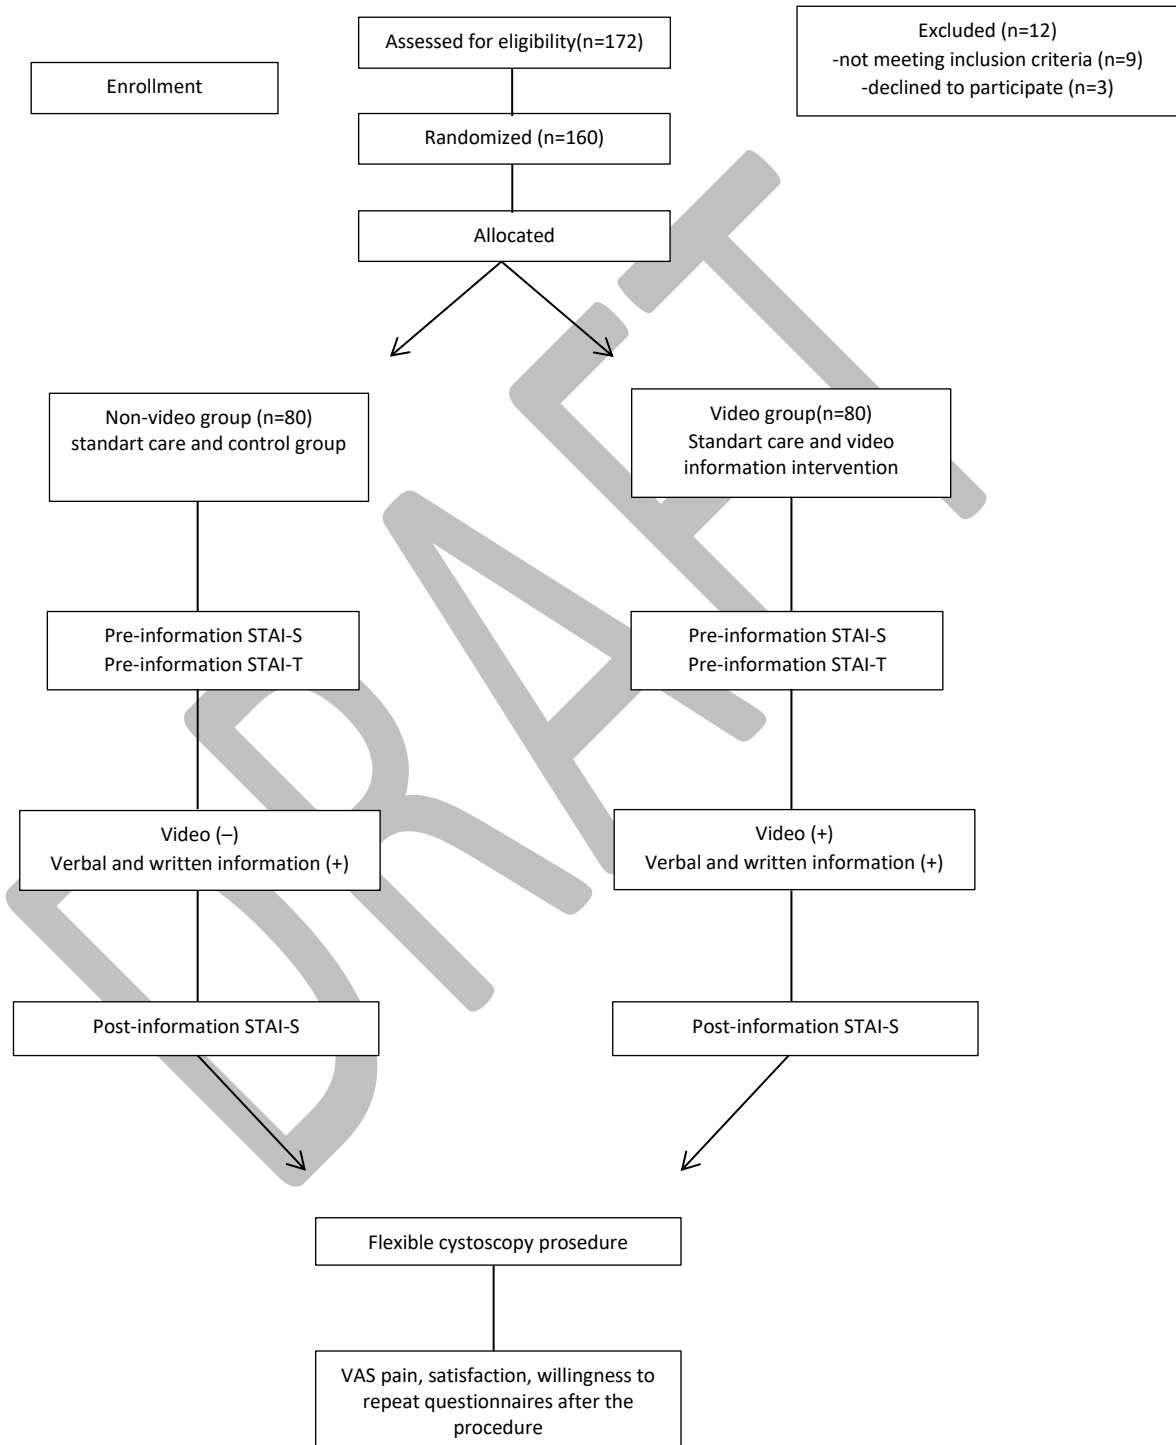 Assessed for eligibility(n=172)
Excluded (n=12)
-not meeting inclusion criteria (n=9)
-declined to participate (n=3)
Enrollment
Randomized (n=160)
Allocated
Non-video group (n=80)
standart care and control group
Video group(n=80)
Standart care and video
information intervention
Pre-information STAI-S
Pre-information STAI-T
Pre-information STAI-S
Pre-information STAI-T
Video (–)
Verbal and written information (+)
Video (+)
Verbal and written information (+)
Post-information STAI-S
Post-information STAI-S
Flexible cystoscopy prosedure
VAS pain, satisfaction, willingness to
repeat questionnaires after the
procedure
DRAFT